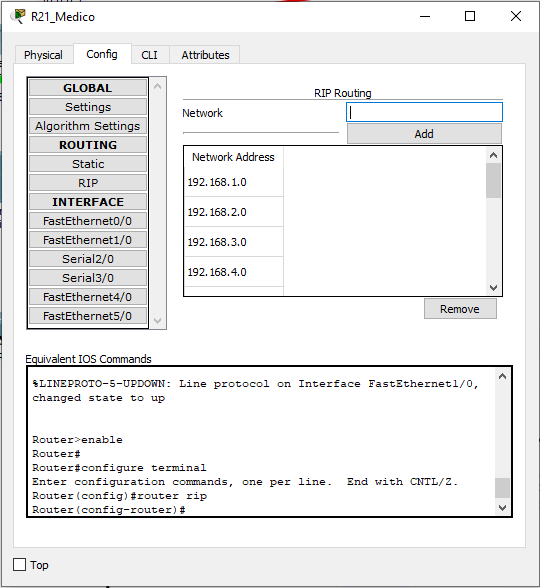 R21_Medico
Physical Config CLI Attributes
GLOBAL
Settings
Algorithm Settings
ROUTING
Static
RIP
INTERFACE
FastEthernet0/0
FastEthernet1/0
Serial2/0
Serial3/0
FastEthernet4/0
FastEthernet5/0
RIP Routing
Network
Add
Network Address
192.168.1.0
192.168.2.0
192.168.3.0
192.168.4.0
Remove
Equivalent IOS Commands
%LINEPROTO-5-UPDOWN: Line protocol on Interface FastEthernet1/0,
changed state to up
Router>enable
Router#
Router#configure terminal
Enter configuration commands, one per line.  End with CNTL/Z.
Router(config)#router rip
Router(config-router)#
Top